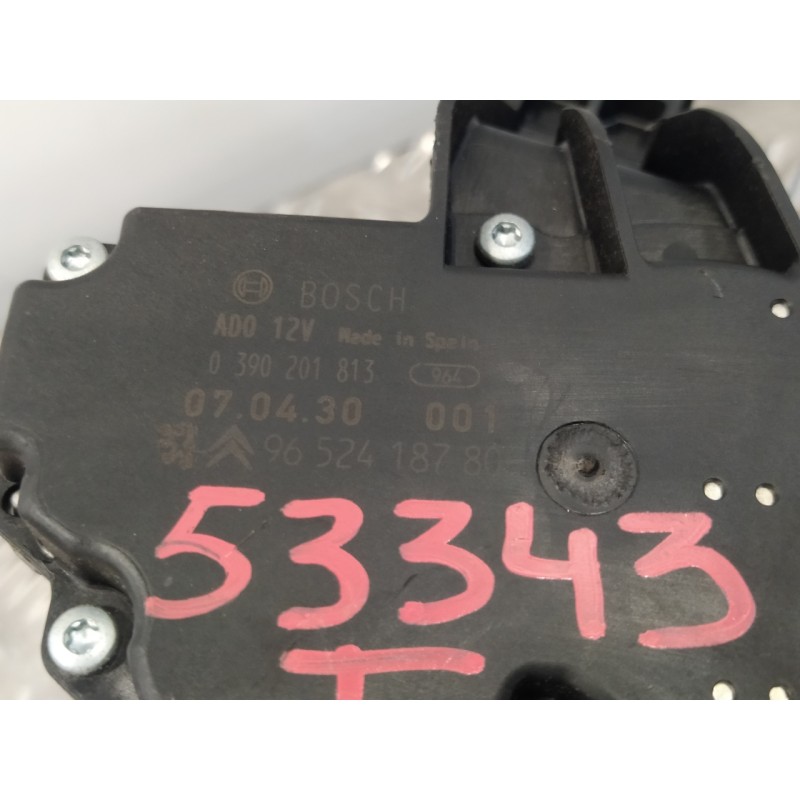 BOSCH
ADO 12V Made in Spain
0 390 201 813 964
07.04.30 001
96 524 187 80
53343
T